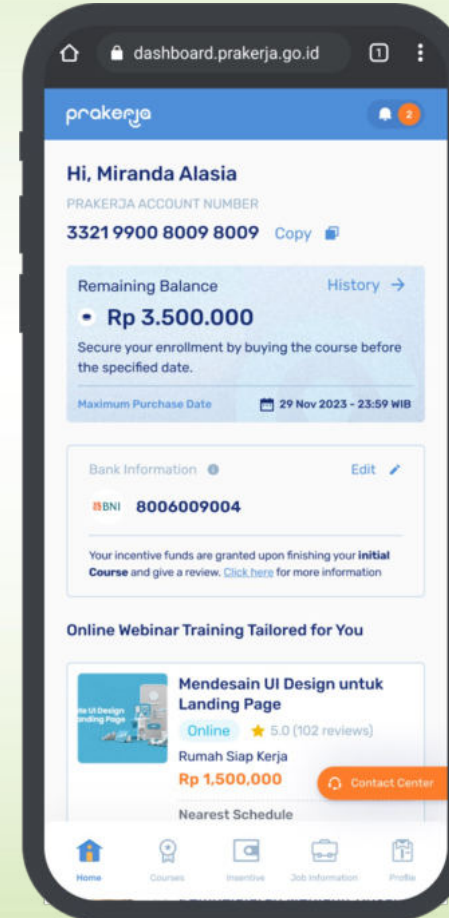 dashboard.prakerja.go.id 1
prakerja 2
Hi, Miranda Alasia
PRAKERJA ACCOUNT NUMBER
3321 9900 8009 8009 Copy
Remaining Balance History →
Rp 3.500.000
Secure your enrollment by buying the course before
the specified date.
Maximum Purchase Date 29 Nov 2023 - 23:59 WIB
Bank Information Edit
BNI 8006009004
Your incentive funds are granted upon finishing your initial
Course and give a review. Click here for more information
Online Webinar Training Tailored for You
UI Design
Landing Page
Mendesain UI Design untuk
Landing Page
Online 5.0 (102 reviews)
Rumah Siap Kerja
Rp 1,500,000
Contact Center
Nearest Schedule
Home Courses Insentive Job Information Profile